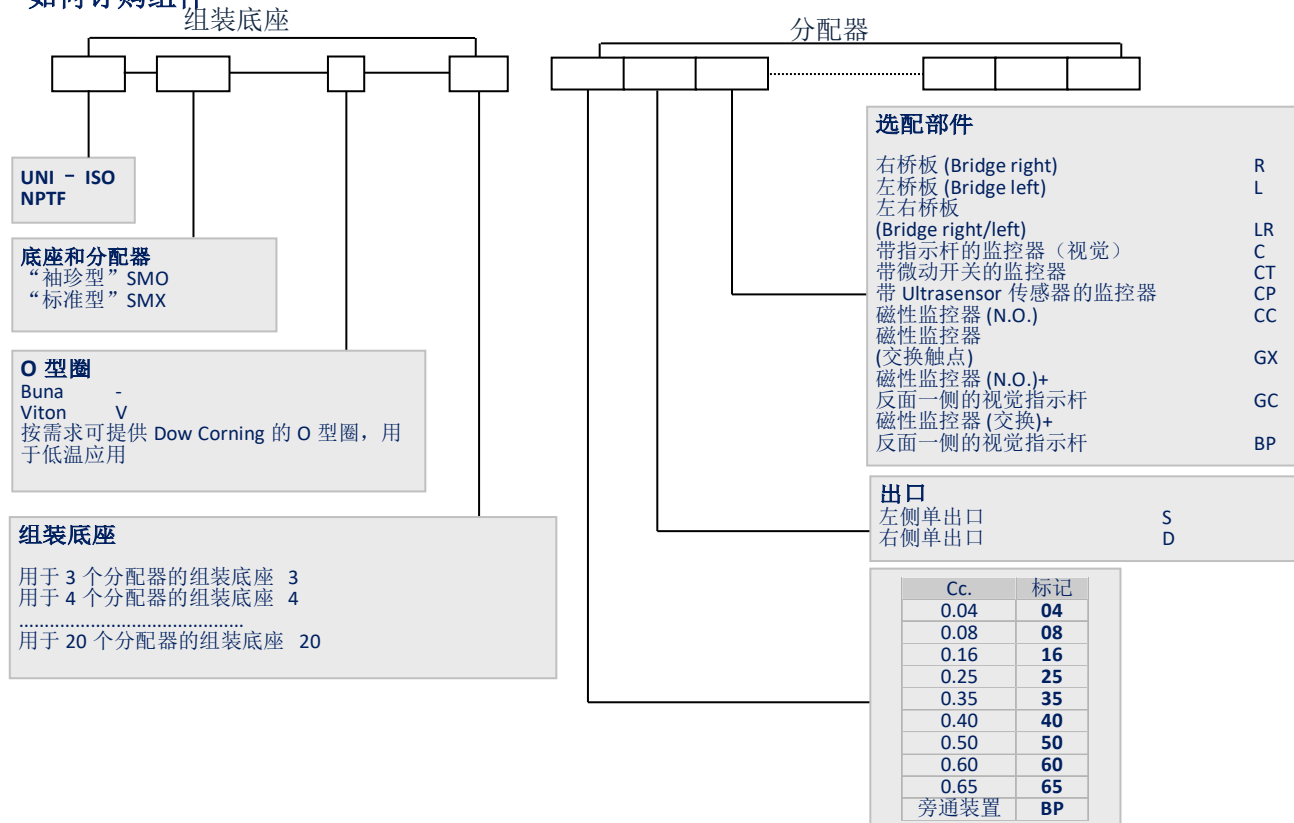 组装底座
分配器
UNI － ISO
NPTF
底座和分配器
“袖珍型” SMO
“标准型” SMX
O 型圈
Buna -
Viton V
按需求可提供 Dow Corning 的 O 型圈，用
于低温应用
组装底座
用于 3 个分配器的组装底座 3
用于 4 个分配器的组装底座 4
............................................
用于 20 个分配器的组装底座 20
选配部件
右桥板 (Bridge right) R
左桥板 (Bridge left) L
左右桥板
(Bridge right/left) LR
带指示杆的监控器（视觉） C
带微动开关的监控器 CT
带 Ultrasensor 传感器的监控器 CP
磁性监控器 (N.O.) CC
磁性监控器
(交换触点) GX
磁性监控器 (N.O.)+
反面一侧的视觉指示杆 GC
磁性监控器 (交换)+
反面一侧的视觉指示杆 BP
出口
左侧单出口 S
右侧单出口 D
Cc. 标记
0.04 04
0.08 08
0.16 16
0.25 25
0.35 35
0.40 40
0.50 50
0.60 60
0.65 65
旁通装置 BP